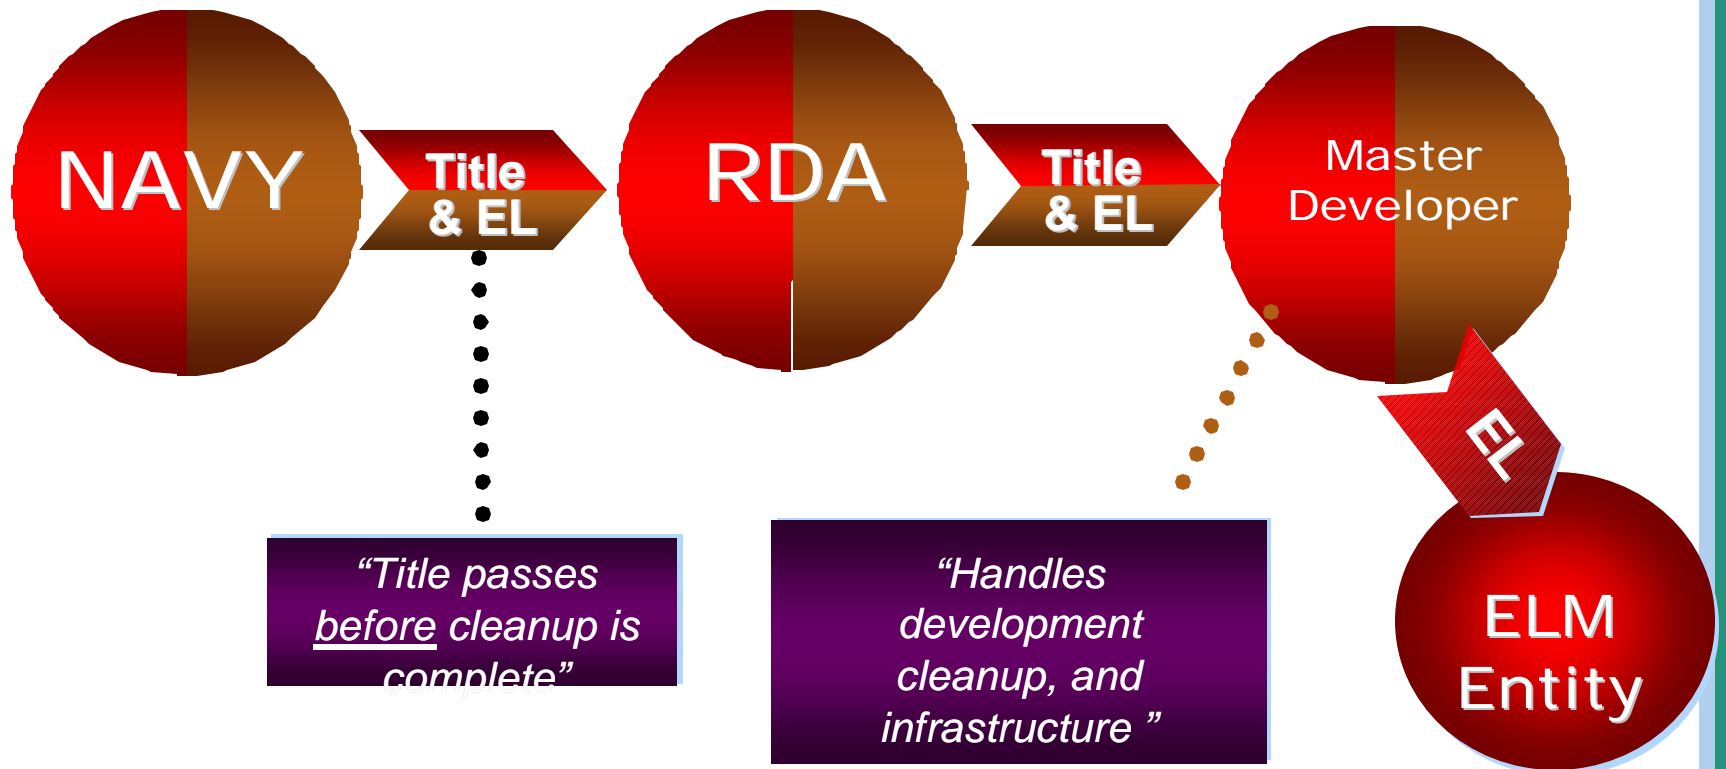 NAVY
Title
& EL
RDA
Title
& EL
Master
Developer
EL
“Title passes
before cleanup is
complete”
“Handles
development
cleanup, and
infrastructure ”
ELM
Entity